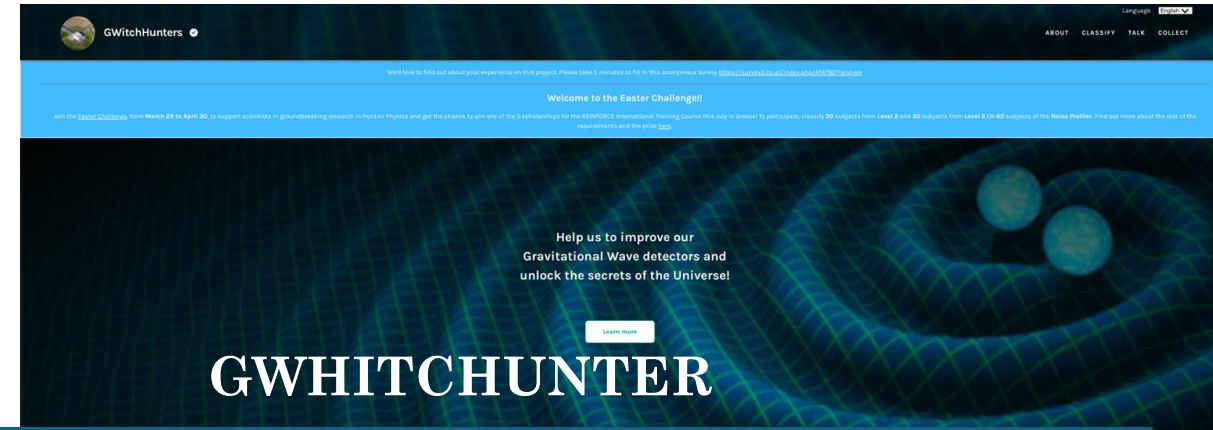 Language English
GWitchHunters
ABOUT CLASSIFY TALK COLLECT
We'd love to find out about your experience on this project. Please take 5 minutes to fill in this anonymous survey
Welcome to the Easter Challenge!!
Join the Easter Challenge, from March 29 to April 30, to support scientists in groundbreaking research in frontier Physics and get the chance to win one of the 5 scholarships for the REINFORCE International Training Course this July in Greece! To participate, classify 30 subjects from Level 2 and 30 subjects from Level 3 OR 60 subjects of the Noise Profiler. Find out more about the rest of the
requirements and the prize here.
Help us to improve our
Gravitational Wave detectors and
unlock the secrets of the Universe!
Learn more
GWHITCHUNTER